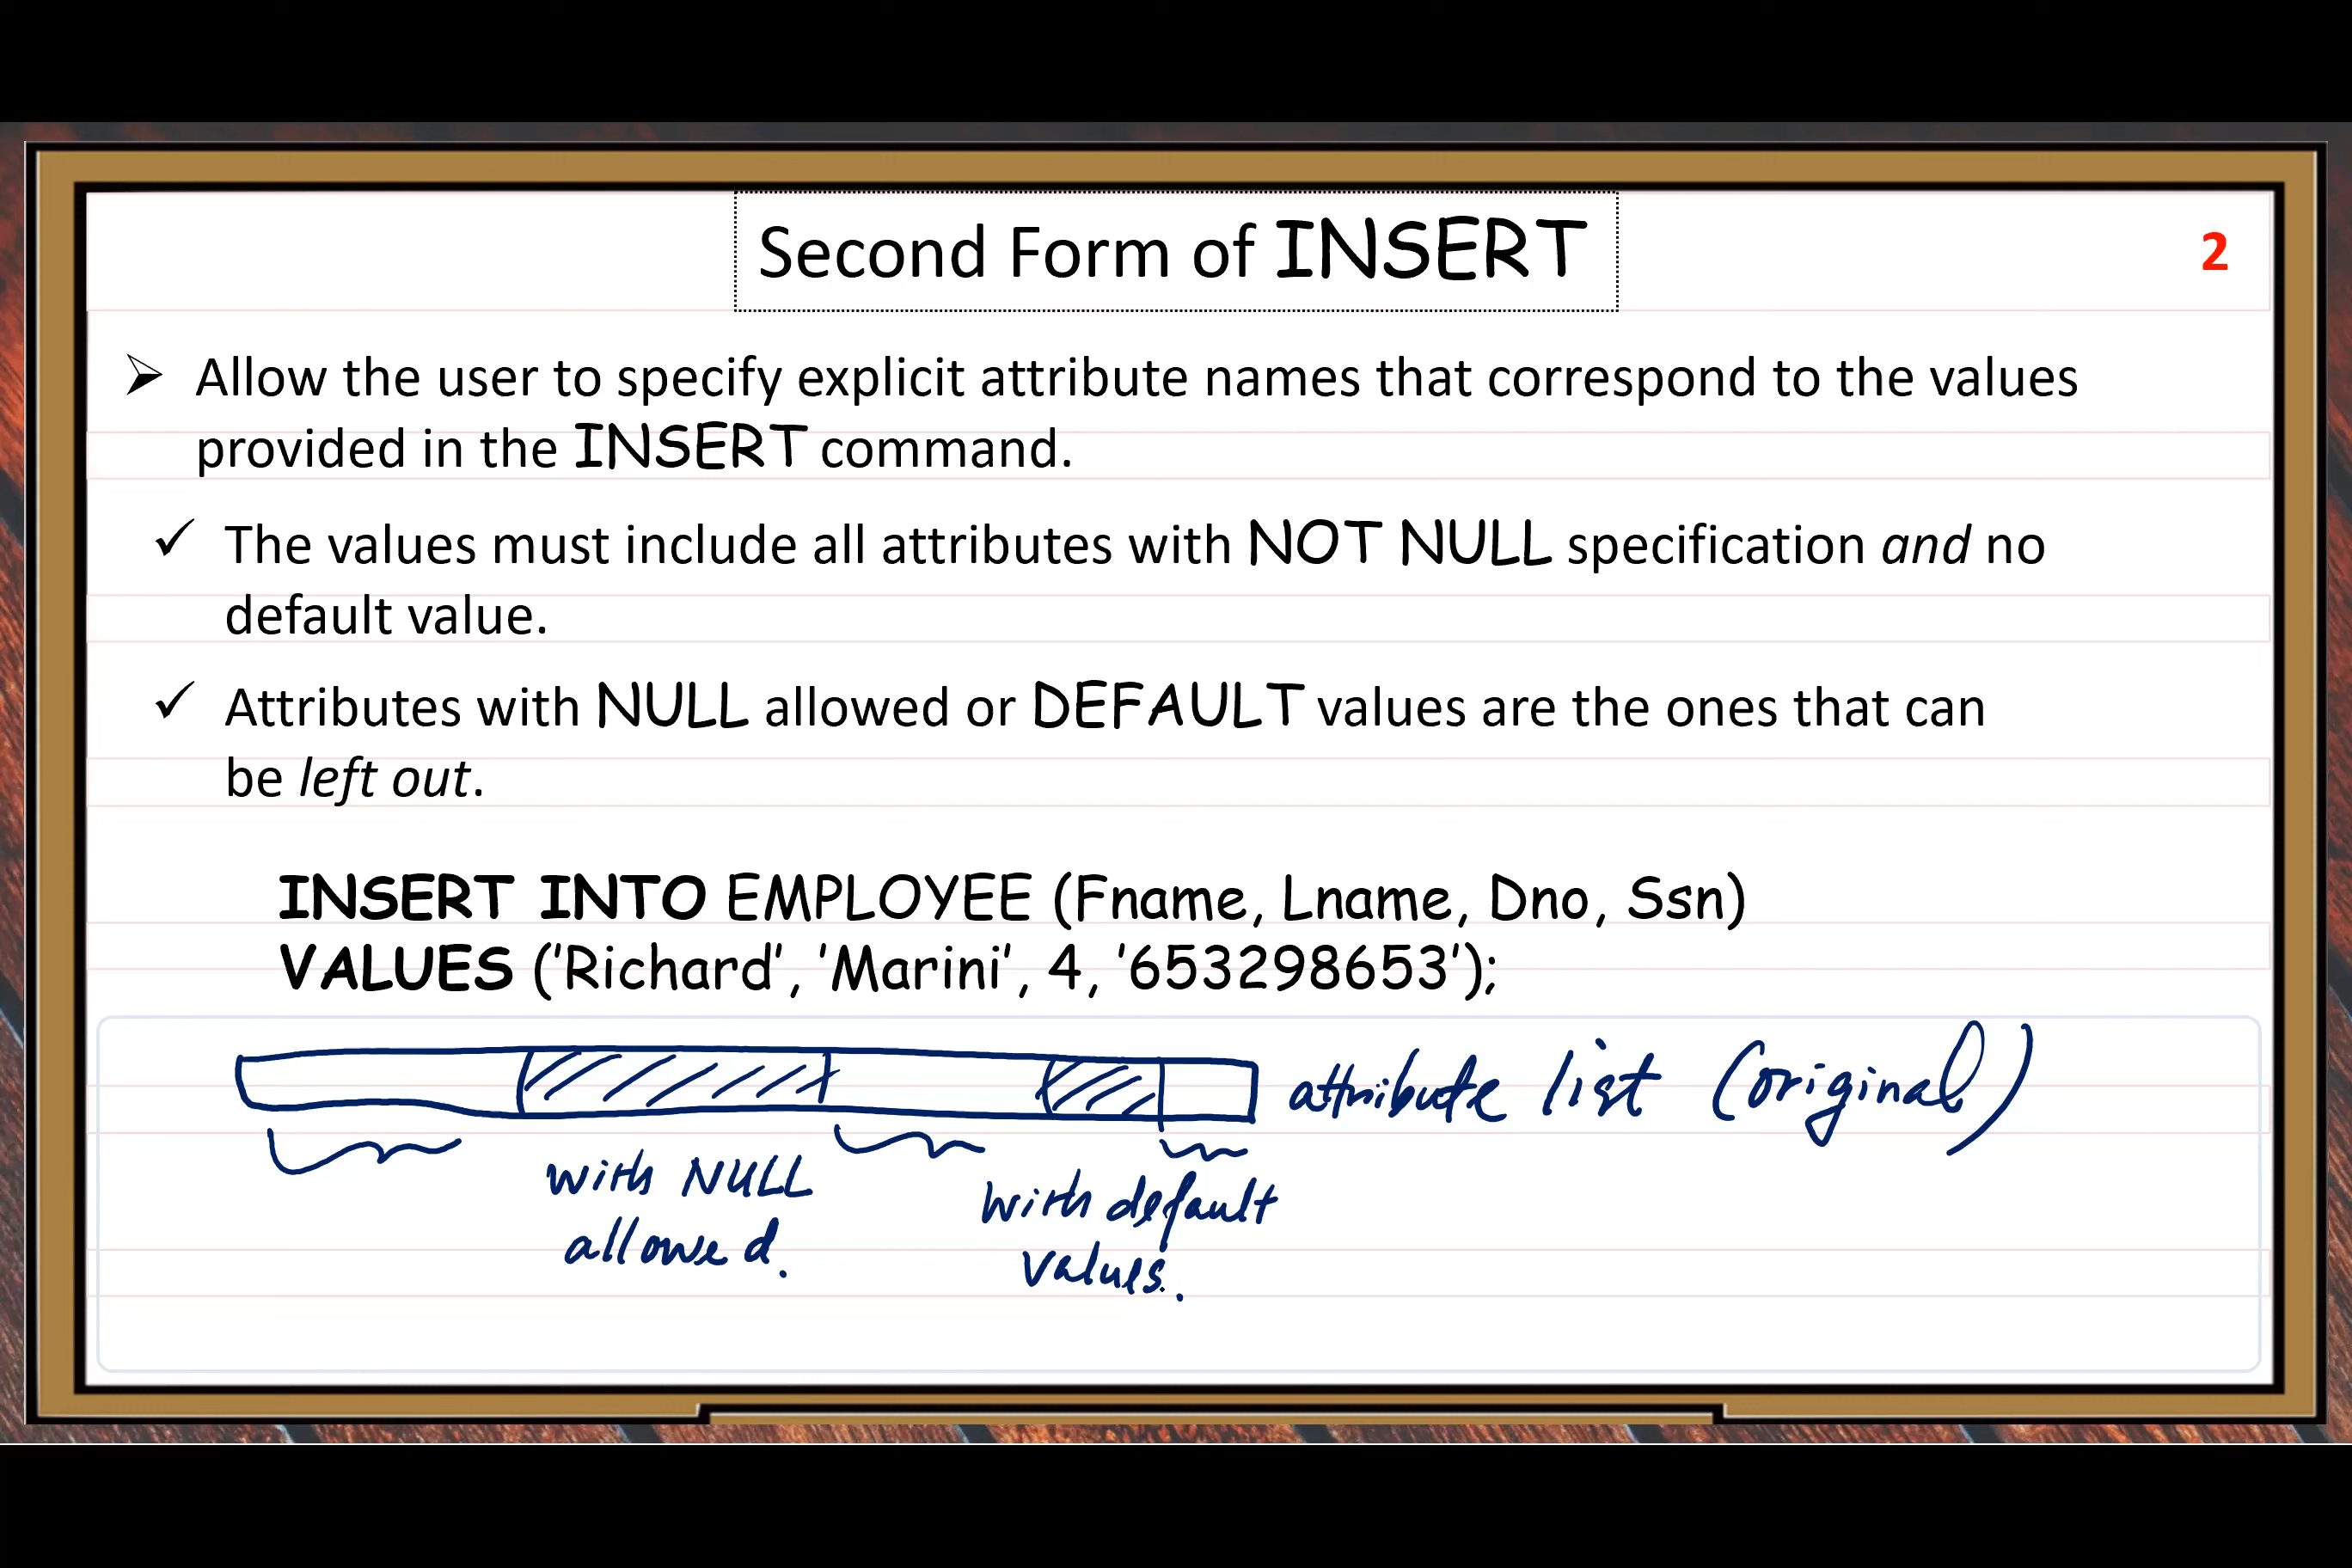 Second Form of INSERT
2
➢ Allow the user to specify explicit attribute names that correspond to the values
provided in the INSERT command.
✓ The values must include all attributes with NOT NULL specification and no
default value.
✓ Attributes with NULL allowed or DEFAULT values are the ones that can
be left out.
INSERT INTO EMPLOYEE (Fname, Lname, Dno, Ssn)
VALUES ('Richard', 'Marini', 4, '653298653');
attribute list (original)
with NULL
allowed.
with default
values.